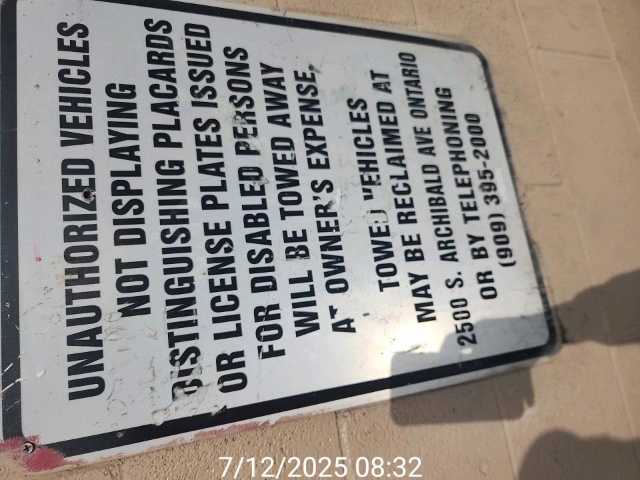 UNAUTHORIZED VEHICLES
NOT DISPLAYING
DISTINGUISHING PLACARDS
OR LICENSE PLATES ISSUED
FOR DISABLED PERSONS
WILL BE TOWED AWAY
AT OWNER'S EXPENSE,
TOWED VEHICLES
MAY BE RECLAIMED AT
2500 S. ARCHIBALD AVE ONTARIO
OR BY TELEPHONING
(909) 395-2000
7/12/2025 08:32